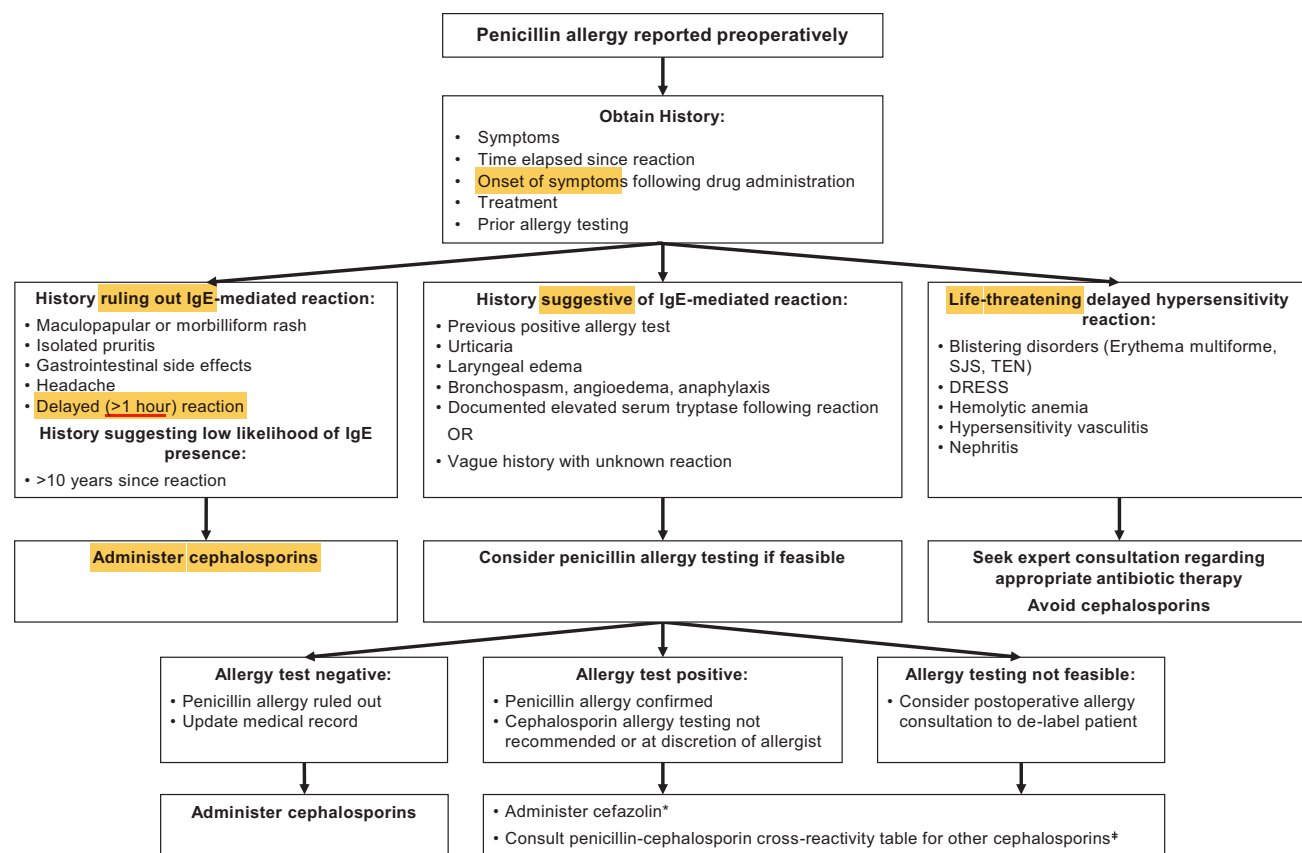 Penicillin allergy reported preoperatively
Obtain History:
• Symptoms
• Time elapsed since reaction
• Onset of symptoms following drug administration
• Treatment
• Prior allergy testing
History ruling out IgE-mediated reaction:
• Maculopapular or morbilliform rash
• Isolated pruritis
• Gastrointestinal side effects
• Headache
• Delayed (>1 hour) reaction
History suggesting low likelihood of IgE
presence:
• >10 years since reaction
History suggestive of IgE-mediated reaction:
• Previous positive allergy test
• Urticaria
• Laryngeal edema
• Bronchospasm, angioedema, anaphylaxis
• Documented elevated serum tryptase following reaction
OR
• Vague history with unknown reaction
Life-threatening delayed hypersensitivity
reaction:
• Blistering disorders (Erythema multiforme,
SJS, TEN)
• DRESS
• Hemolytic anemia
• Hypersensitivity vasculitis
• Nephritis
Administer cephalosporins
Consider penicillin allergy testing if feasible
Seek expert consultation regarding
appropriate antibiotic therapy
Avoid cephalosporins
Allergy test negative:
• Penicillin allergy ruled out
• Update medical record
Allergy test positive:
• Penicillin allergy confirmed
• Cephalosporin allergy testing not
recommended or at discretion of allergist
Allergy testing not feasible:
• Consider postoperative allergy
consultation to de-label patient
Administer cephalosporins
• Administer cefazolin*
• Consult penicillin-cephalosporin cross-reactivity table for other cephalosporins‡